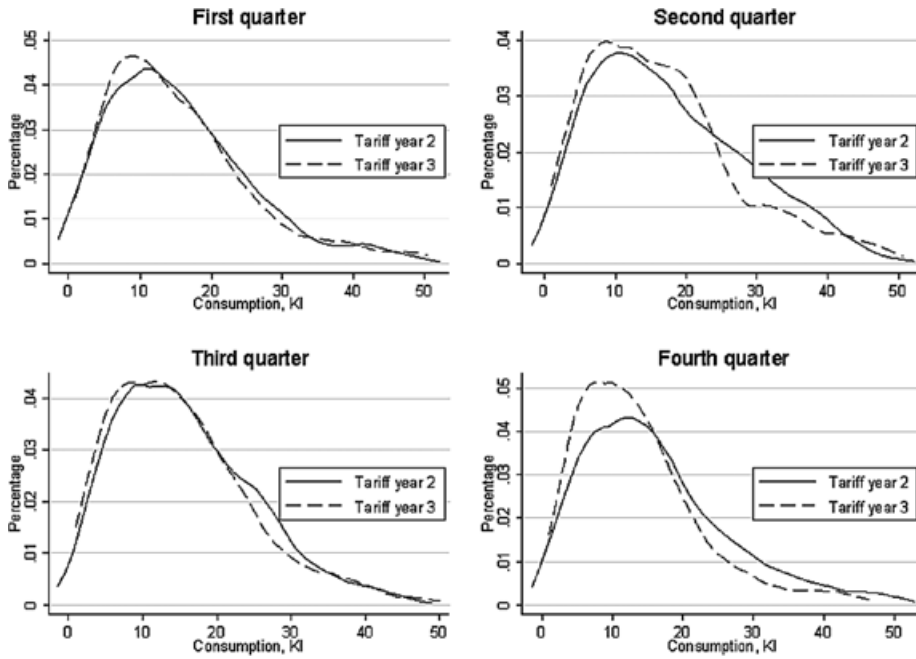 First quarter
Percentage
.05
.04
.03
.02
.01
0
Tariff year 2
Tariff year 3
0 10 20 30 40 50
Consumption, Kl
Second quarter
Percentage
.04
.03
.02
.01
0
Tariff year 2
Tariff year 3
0 10 20 30 40 50
Consumption, Kl
Third quarter
Percentage
.04
.03
.02
.01
0
Tariff year 2
Tariff year 3
0 10 20 30 40 50
Consumption, Kl
Fourth quarter
Percentage
.05
.04
.03
.02
.01
0
Tariff year 2
Tariff year 3
0 10 20 30 40 50
Consumption, Kl